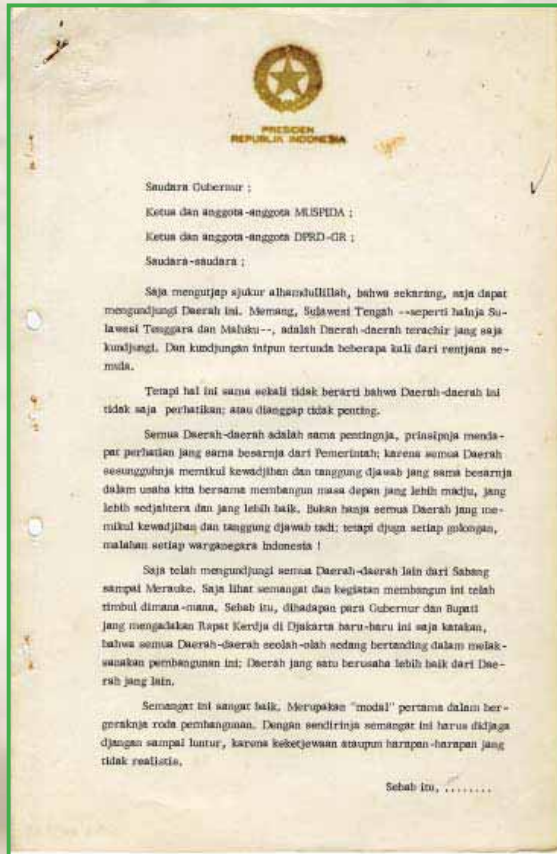 PRESIDEN
REPUBLIK INDONESIA
Saudara Gubernur ;
Ketua dan anggota-anggota MUSPIDA ;
Ketua dan anggota-anggota DPRD-GR ;
Saudara-saudara ;
Saja mengutjap sjukur alhamdullillah, bahwa sekarang, saja dapat
mengundjungi Daerah ini. Memang, Sulawesi Tengah --seperti halnja Su-
lawesi Tenggara dan Maluku--, adalah Daerah-daerah terachir jang saja
kundjungi. Dan kundjungan inipun tertunda beberapa kali dari rentjana se-
mula.
Tetapi hal ini sama sekali tidak berarti bahwa Daerah-daerah ini
tidak saja perhatikan; atau dianggap tidak penting.
Semua Daerah-daerah adalah sama pentingnja, prinsipnja menda-
pat perhatian jang sama besarnja dari Pemerintah; karena semua Daerah
sesungguhnja memikul kewadjiban dan tanggung djawab jang sama besarnja
dalam usaha kita bersama membangun masa depan jang lebih madju, jang
lebih sedjahtera dan jang lebih baik. Bukan hanja semua Daerah jang me-
mikul kewadjiban dan tanggung djawab tadi; tetapi djuga setiap golongan,
malahan setiap warganegara Indonesia !
Saja telah mengundjungi semua Daerah-daerah lain dari Sabang
sampai Merauke. Saja lihat semangat dan kegiatan membangun ini telah
timbul dimana-mana. Sebab itu, dihadapan para Gubernur dan Bupati
jang mengadakan Rapat Kerdja di Djakarta baru-baru ini saja katakan,
bahwa semua Daerah-daerah seolah-olah sedang bertanding dalam melak-
sanakan pembangunan ini; Daerah jang satu berusaha lebih baik dari Dae-
rah jang lain.
Semangat ini sangat baik. Merupakan "modal" pertama dalam ber-
geraknja roda pembangunan. Dengan sendirinja semangat ini harus didjaga
djangan sampai luntur, karena keketjewaan ataupun harapan-harapan jang
tidak realistis.
Sebab itu, ........